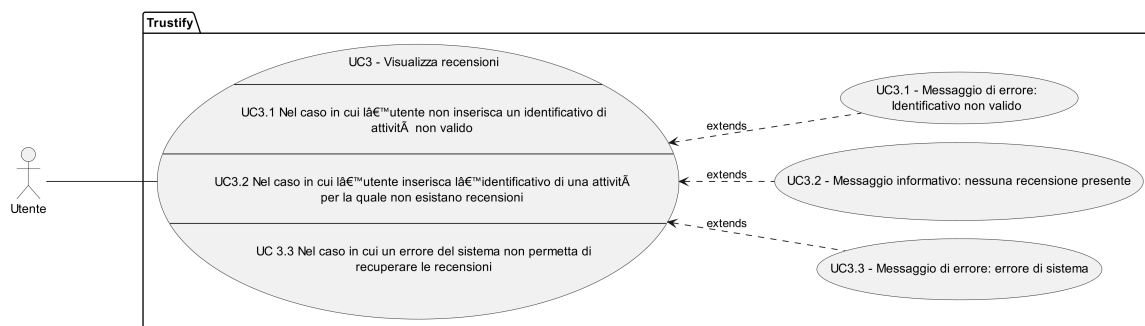 Trustify
UC3 - Visualizza recensioni
UC3.1 Nel caso in cui lâ€™utente non inserisca un identificativo di
attivitÃ  non valido
UC3.2 Nel caso in cui lâ€™utente inserisca lâ€™identificativo di una attivitÃ
per la quale non esistano recensioni
UC 3.3 Nel caso in cui un errore del sistema non permetta di
recuperare le recensioni
Utente
extends
extends
extends
UC3.1 - Messaggio di errore:
Identificativo non valido
UC3.2 - Messaggio informativo: nessuna recensione presente
UC3.3 - Messaggio di errore: errore di sistema